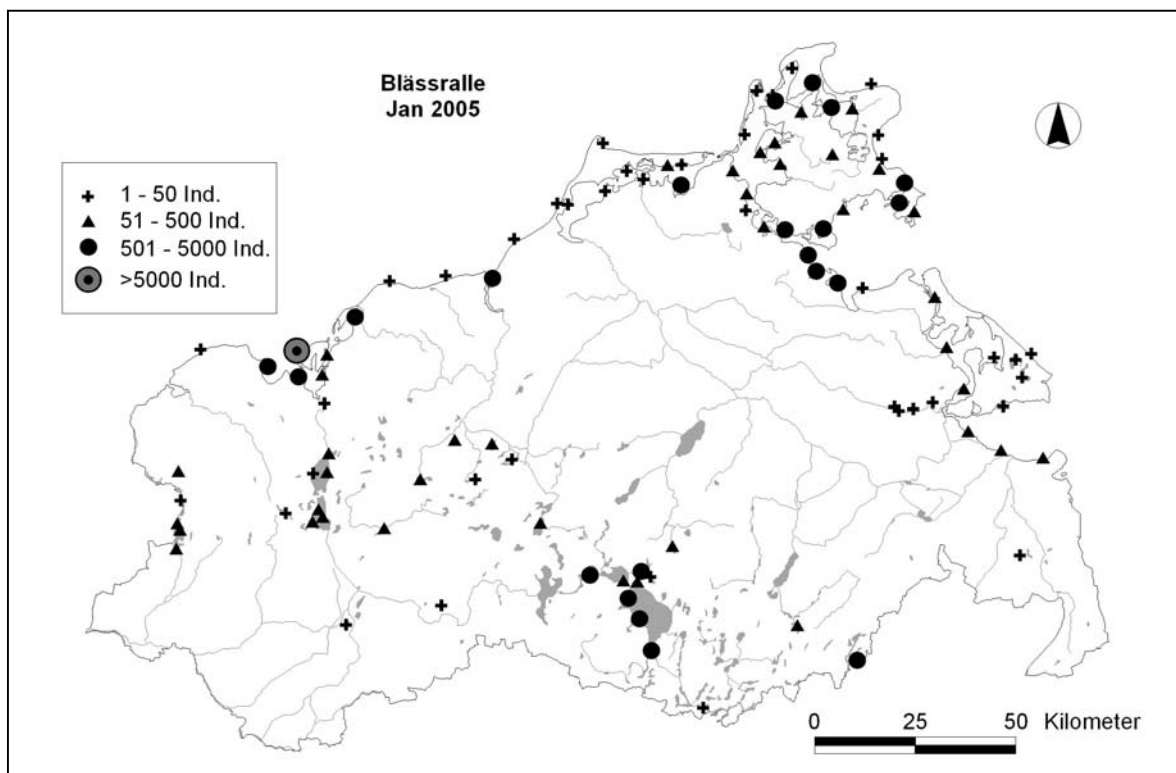 Blässralle
Jan 2005
1 - 50 Ind.
51 - 500 Ind.
501 - 5000 Ind.
>5000 Ind.
0 25 50 Kilometer